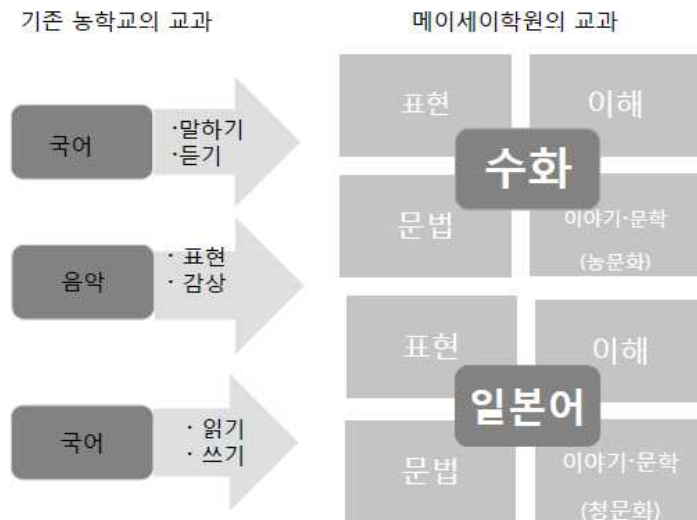 기존 농학교의 교과
메이세이학원의 교과
국어
·말하기
·듣기
음악
· 표현
· 감상
국어
· 읽기
· 쓰기
표현
이해
수화
문법
이야기·문학
(농문화)
표현
이해
일본어
문법
이야기·문학
(청문화)